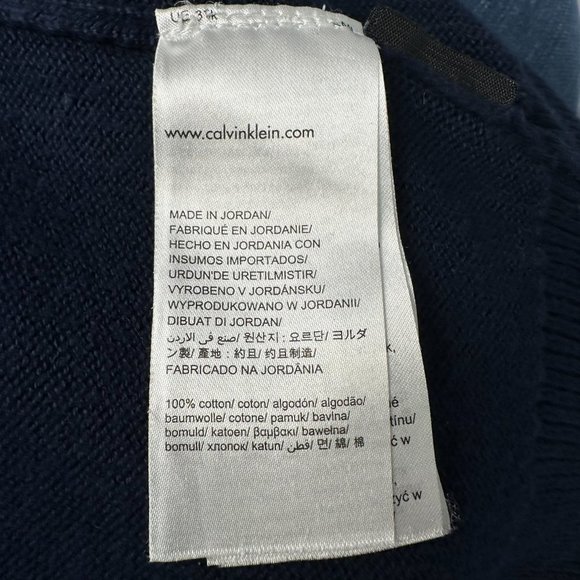 www.calvinklein.com
MADE IN JORDAN/
FABRIQUÉ EN JORDANIE/
HECHO EN JORDANIA CON
INSUMOS IMPORTADOS/
URDUN'DE URETILMISTIR/
VYROBENO V JORDÁNSKU/
WYPRODUKOWANO W JORDANII/
DIBUAT DI JORDAN/
صنع في الاردن/ 원산지 : 요르단/ ヨルダ
ン製/ 產地 : 約旦/ 约旦制造/
FABRICADO NA JORDÂNIA
100% cotton/ coton/ algodón/ algodão/
baumwolle/ cotone/ pamuk/ bavlna/
bomuld/ katoen/ βαμβακι/ bawełna/
bomull/ хлопок/ katun/ قطن/ 면/ 綿/ 棉